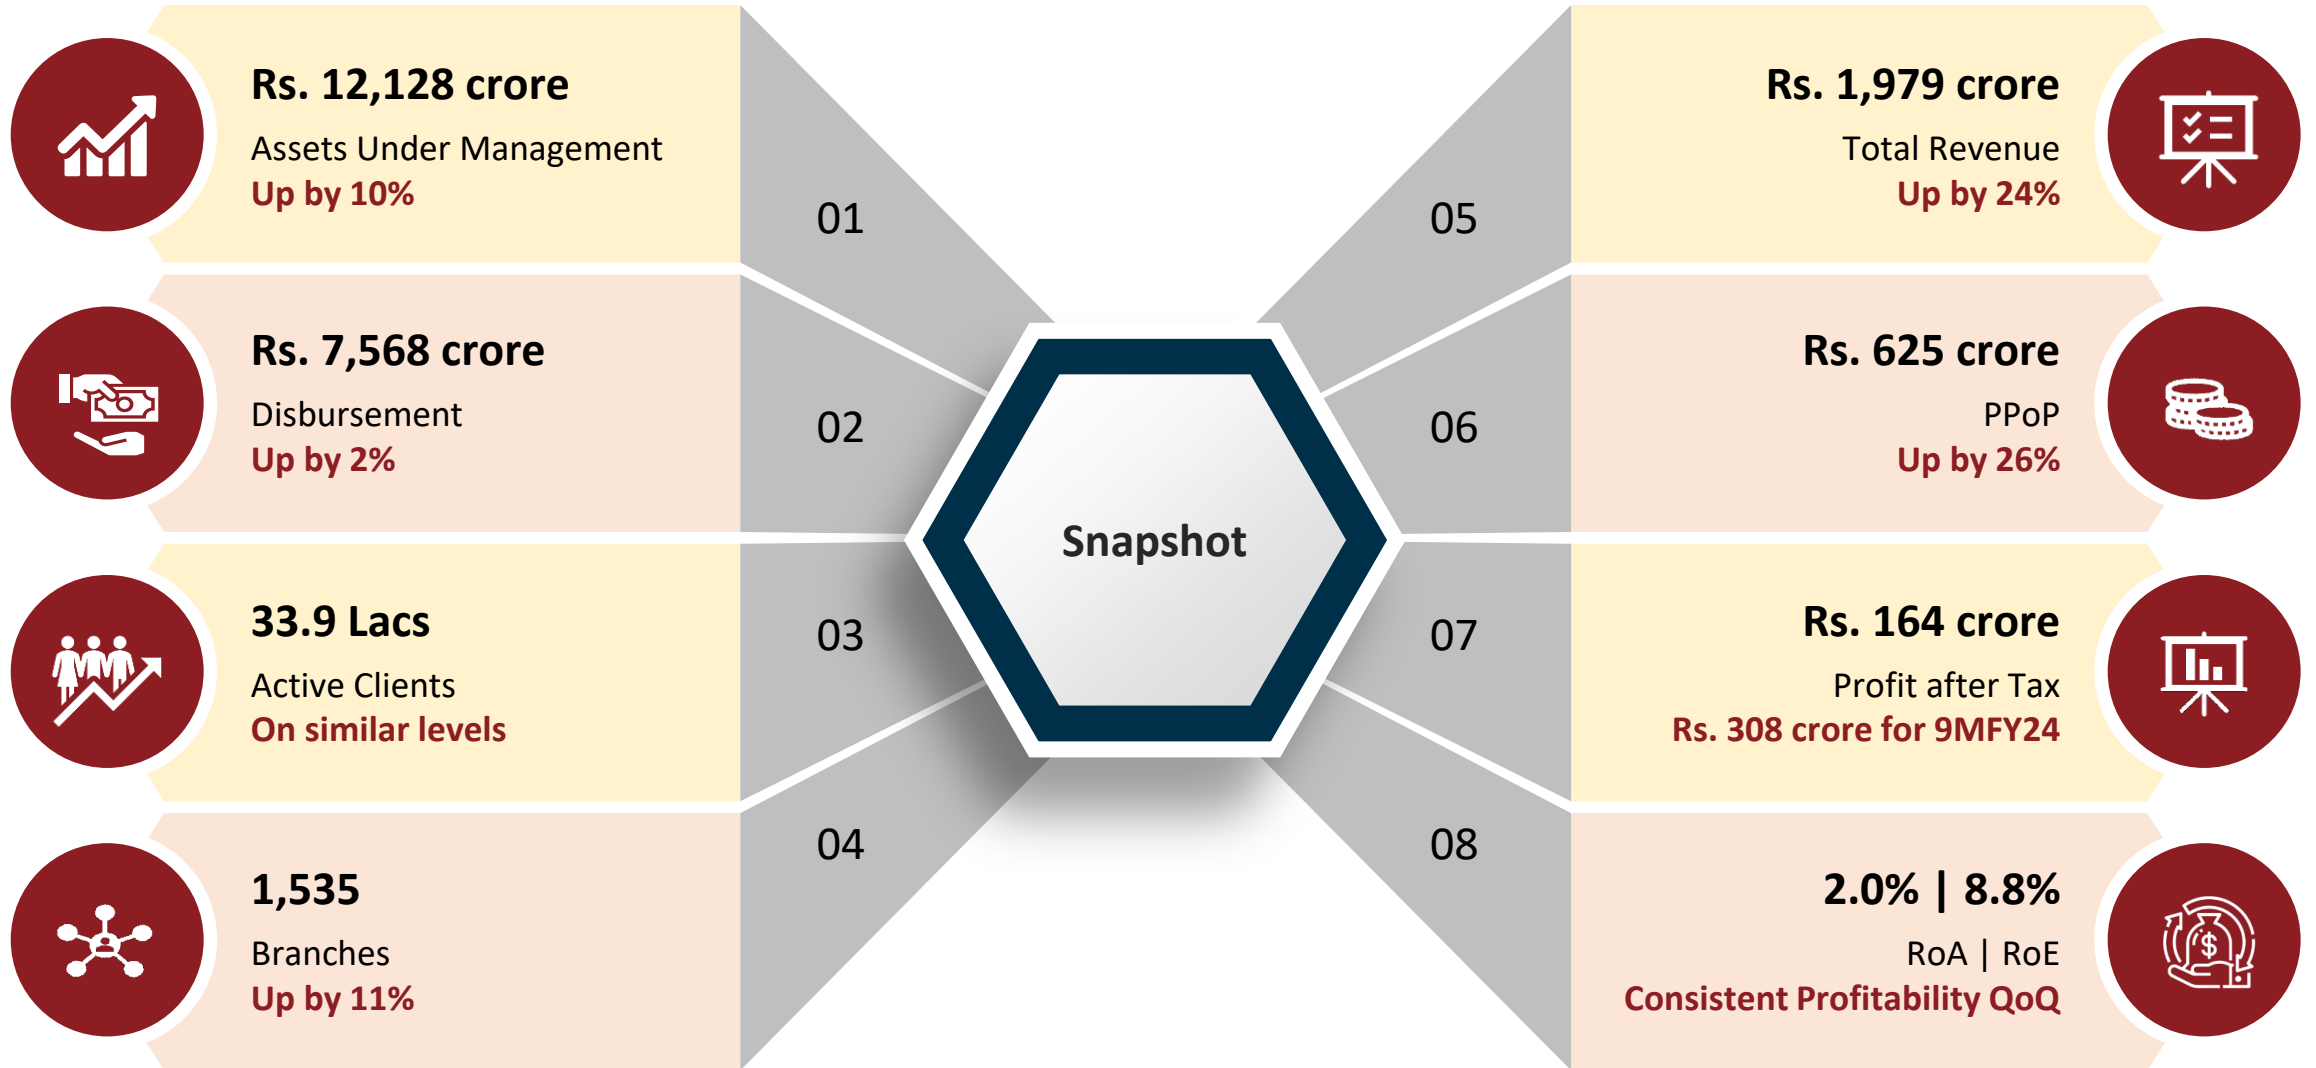 Rs. 12,128 crore
Assets Under Management
Up by 10%
01
Rs. 7,568 crore
Disbursement
Up by 2%
02
33.9 Lacs
Active Clients
On similar levels
03
1,535
Branches
Up by 11%
04
Snapshot
05
Rs. 1,979 crore
Total Revenue
Up by 24%
06
Rs. 625 crore
PPoP
Up by 26%
07
Rs. 164 crore
Profit after Tax
Rs. 308 crore for 9MFY24
08
2.0% | 8.8%
RoA | RoE
Consistent Profitability QoQ
$